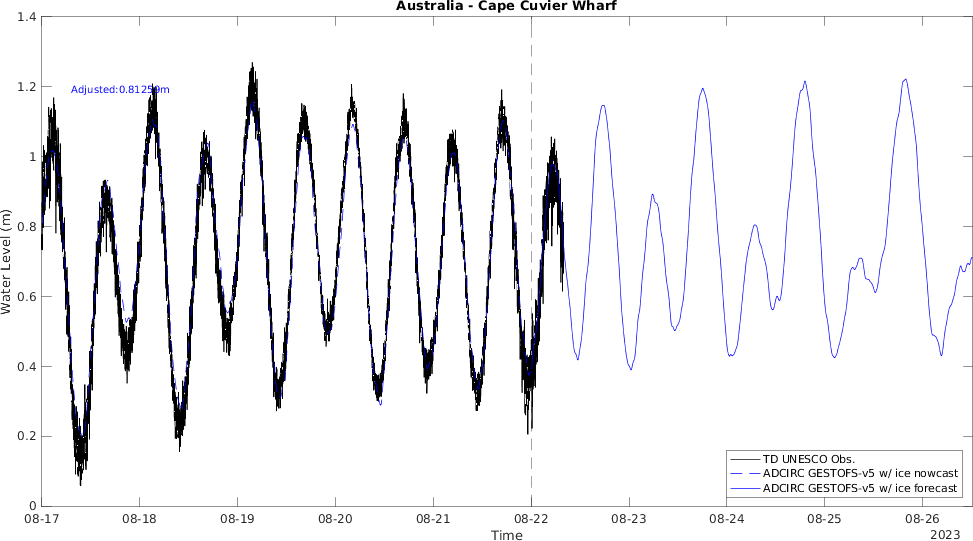 Australia - Cape Cuvier Wharf
1.4
1.2
1
0.8
0.6
0.4
0.2
0
Water Level (m)
Adjusted:0.81259m
TD UNESCO Obs.
ADCIRC GESTOFS-v5 w/ ice nowcast
ADCIRC GESTOFS-v5 w/ ice forecast
08-17 08-18 08-19 08-20 08-21 08-22 08-23 08-24 08-25 08-26
Time
2023